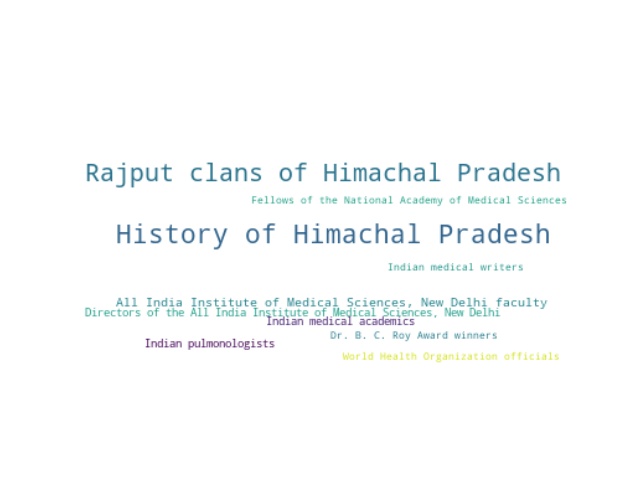 Rajput clans of Himachal Pradesh
Fellows of the National Academy of Medical Sciences
History of Himachal Pradesh
Indian medical writers
All India Institute of Medical Sciences, New Delhi faculty
Directors of the All India Institute of Medical Sciences, New Delhi
Indian medical academics
Dr. B. C. Roy Award winners
Indian pulmonologists
World Health Organization officials